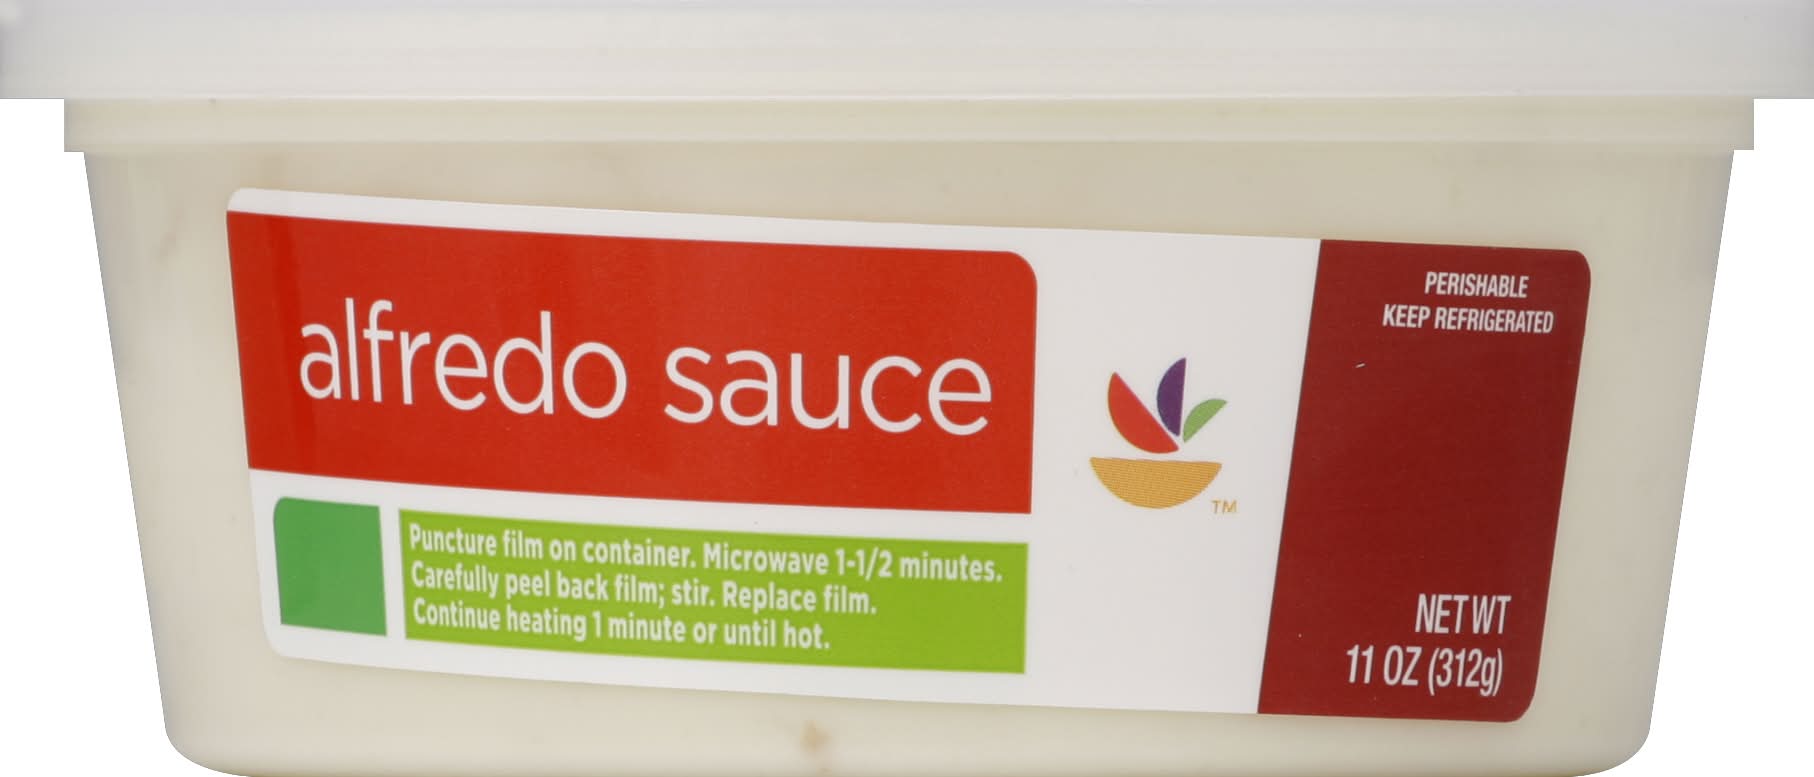 alfredo sauce
Puncture film on container. Microwave 1-1/2 minutes.
Carefully peel back film; stir. Replace film.
Continue heating 1 minute or until hot.
TM
PERISHABLE
KEEP REFRIGERATED
NET WT
11 OZ (312g)